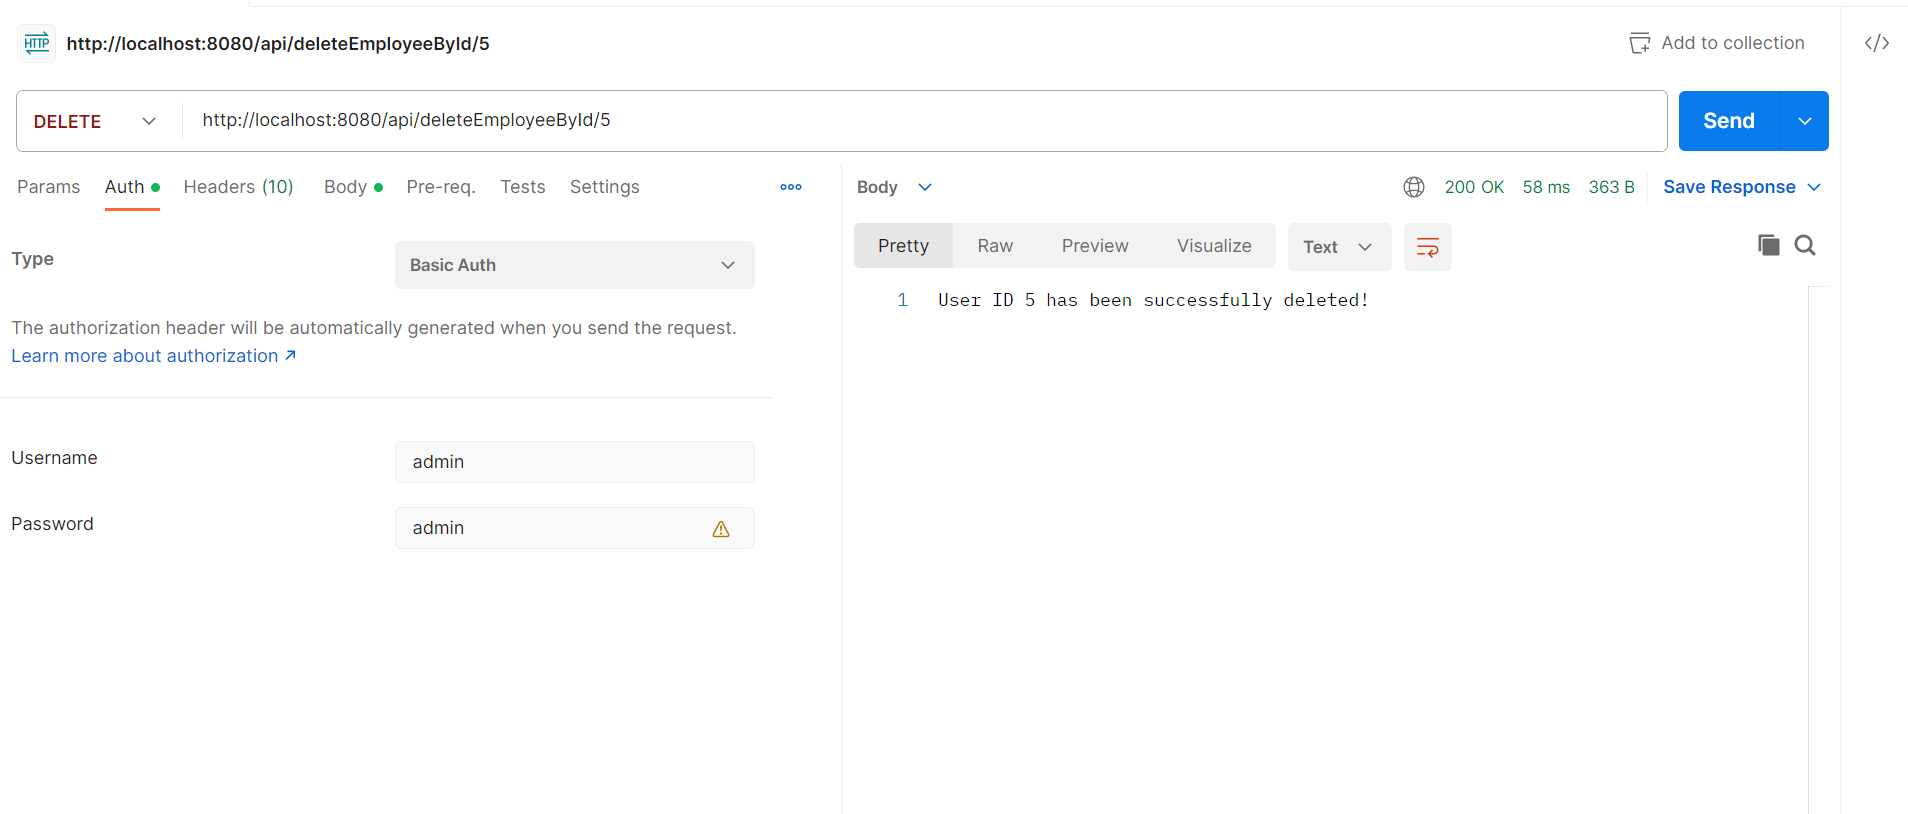 HTTP http://localhost:8080/api/deleteEmployeeById/5
Add to collection
</>
DELETE
http://localhost:8080/api/deleteEmployeeById/5
Send
Params Auth Headers (10) Body Pre-req. Tests Settings
Body
200 OK 58 ms 363 B Save Response
Pretty Raw Preview Visualize Text
Type
Basic Auth
1 User ID 5 has been successfully deleted!
The authorization header will be automatically generated when you send the request.
Learn more about authorization ↗
Username
admin
Password
admin